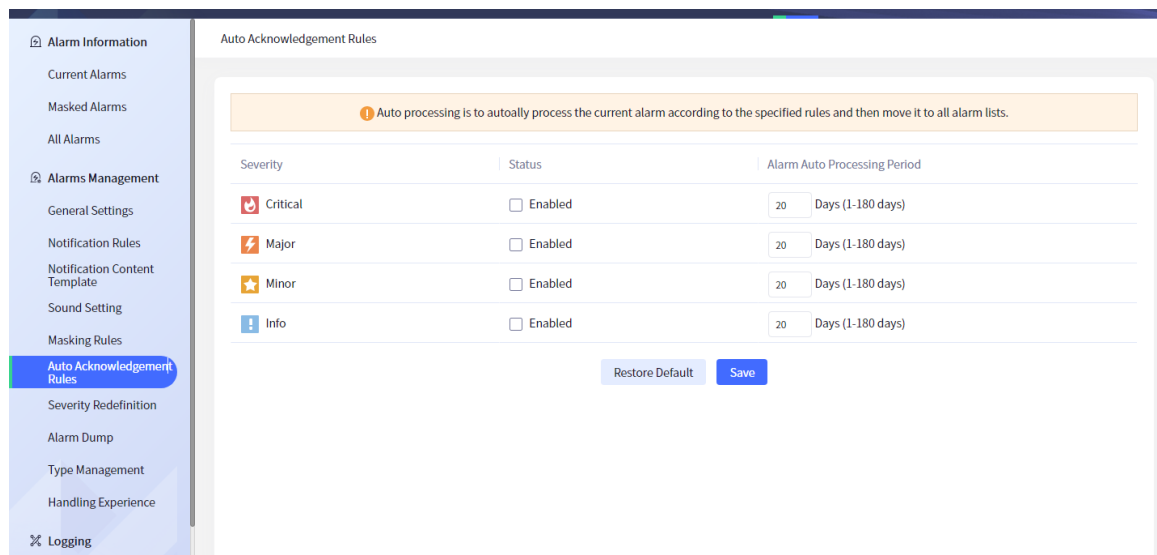 Alarm Information
Current Alarms
Masked Alarms
All Alarms
Alarms Management
General Settings
Notification Rules
Notification Content
Template
Sound Setting
Masking Rules
Auto Acknowledgement
Rules
Severity Redefinition
Alarm Dump
Type Management
Handling Experience
Logging
Auto Acknowledgement Rules
Auto processing is to autoally process the current alarm according to the specified rules and then move it to all alarm lists.
Severity Status Alarm Auto Processing Period
Critical Enabled 20 Days (1-180 days)
Major Enabled 20 Days (1-180 days)
Minor Enabled 20 Days (1-180 days)
Info Enabled 20 Days (1-180 days)
Restore Default Save